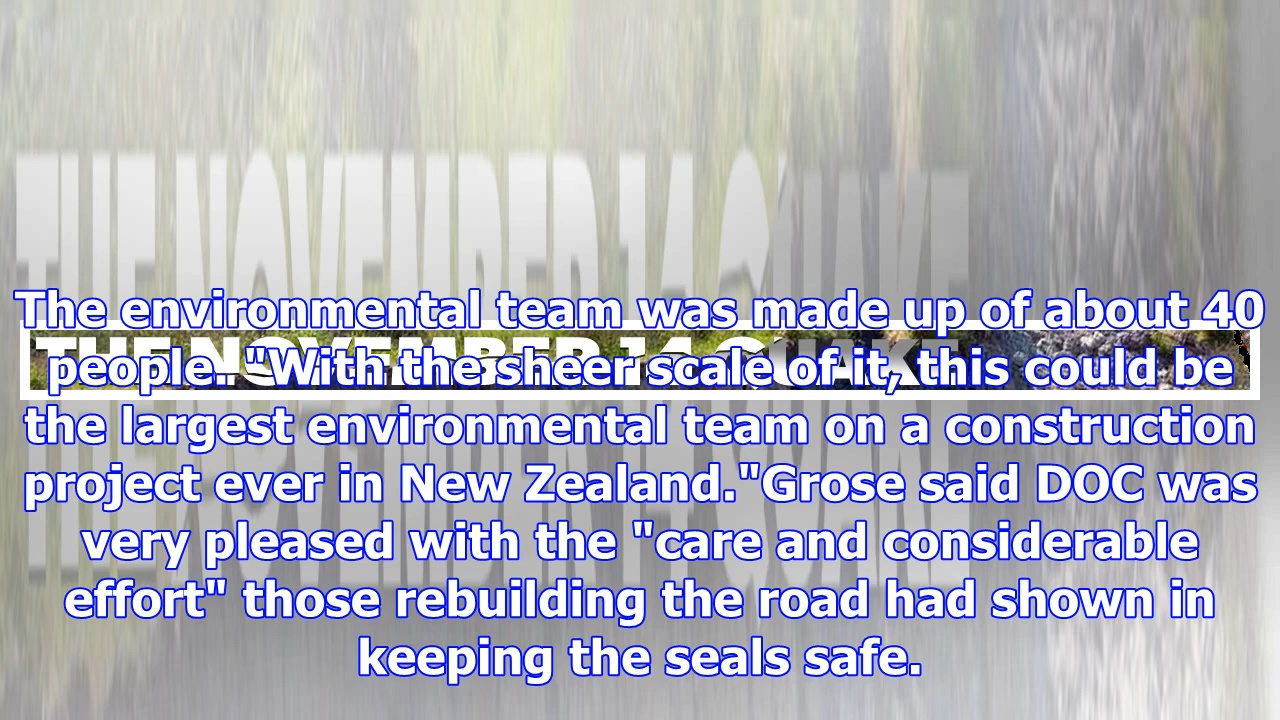 The environmental team was made up of about 40
THE NOVEMBER 14 QUAKE
people. "With the sheer scale of it, this could be
the largest environmental team on a construction
project ever in New Zealand."Grose said DOC was
very pleased with the "care and considerable
effort" those rebuilding the road had shown in
keeping the seals safe.